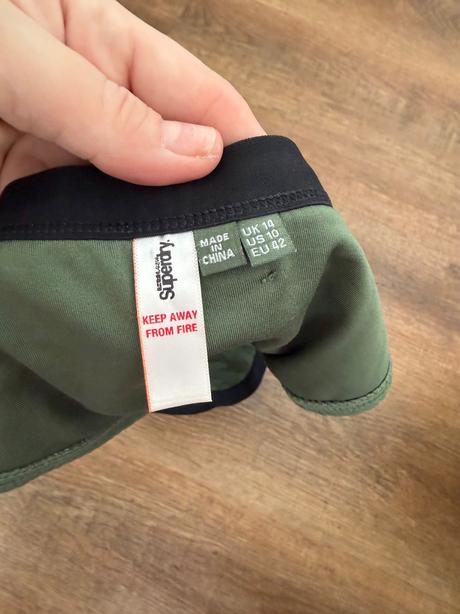 Superdry.
KEEP AWAY
FROM FIRE
MADE
IN
CHINA
UK 14
US 10
EU 42